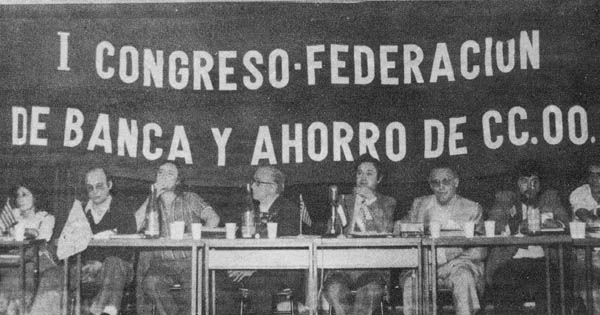 I CONGRESO-FEDERACION
DE BANCA Y AHORRO DE CC.OO.